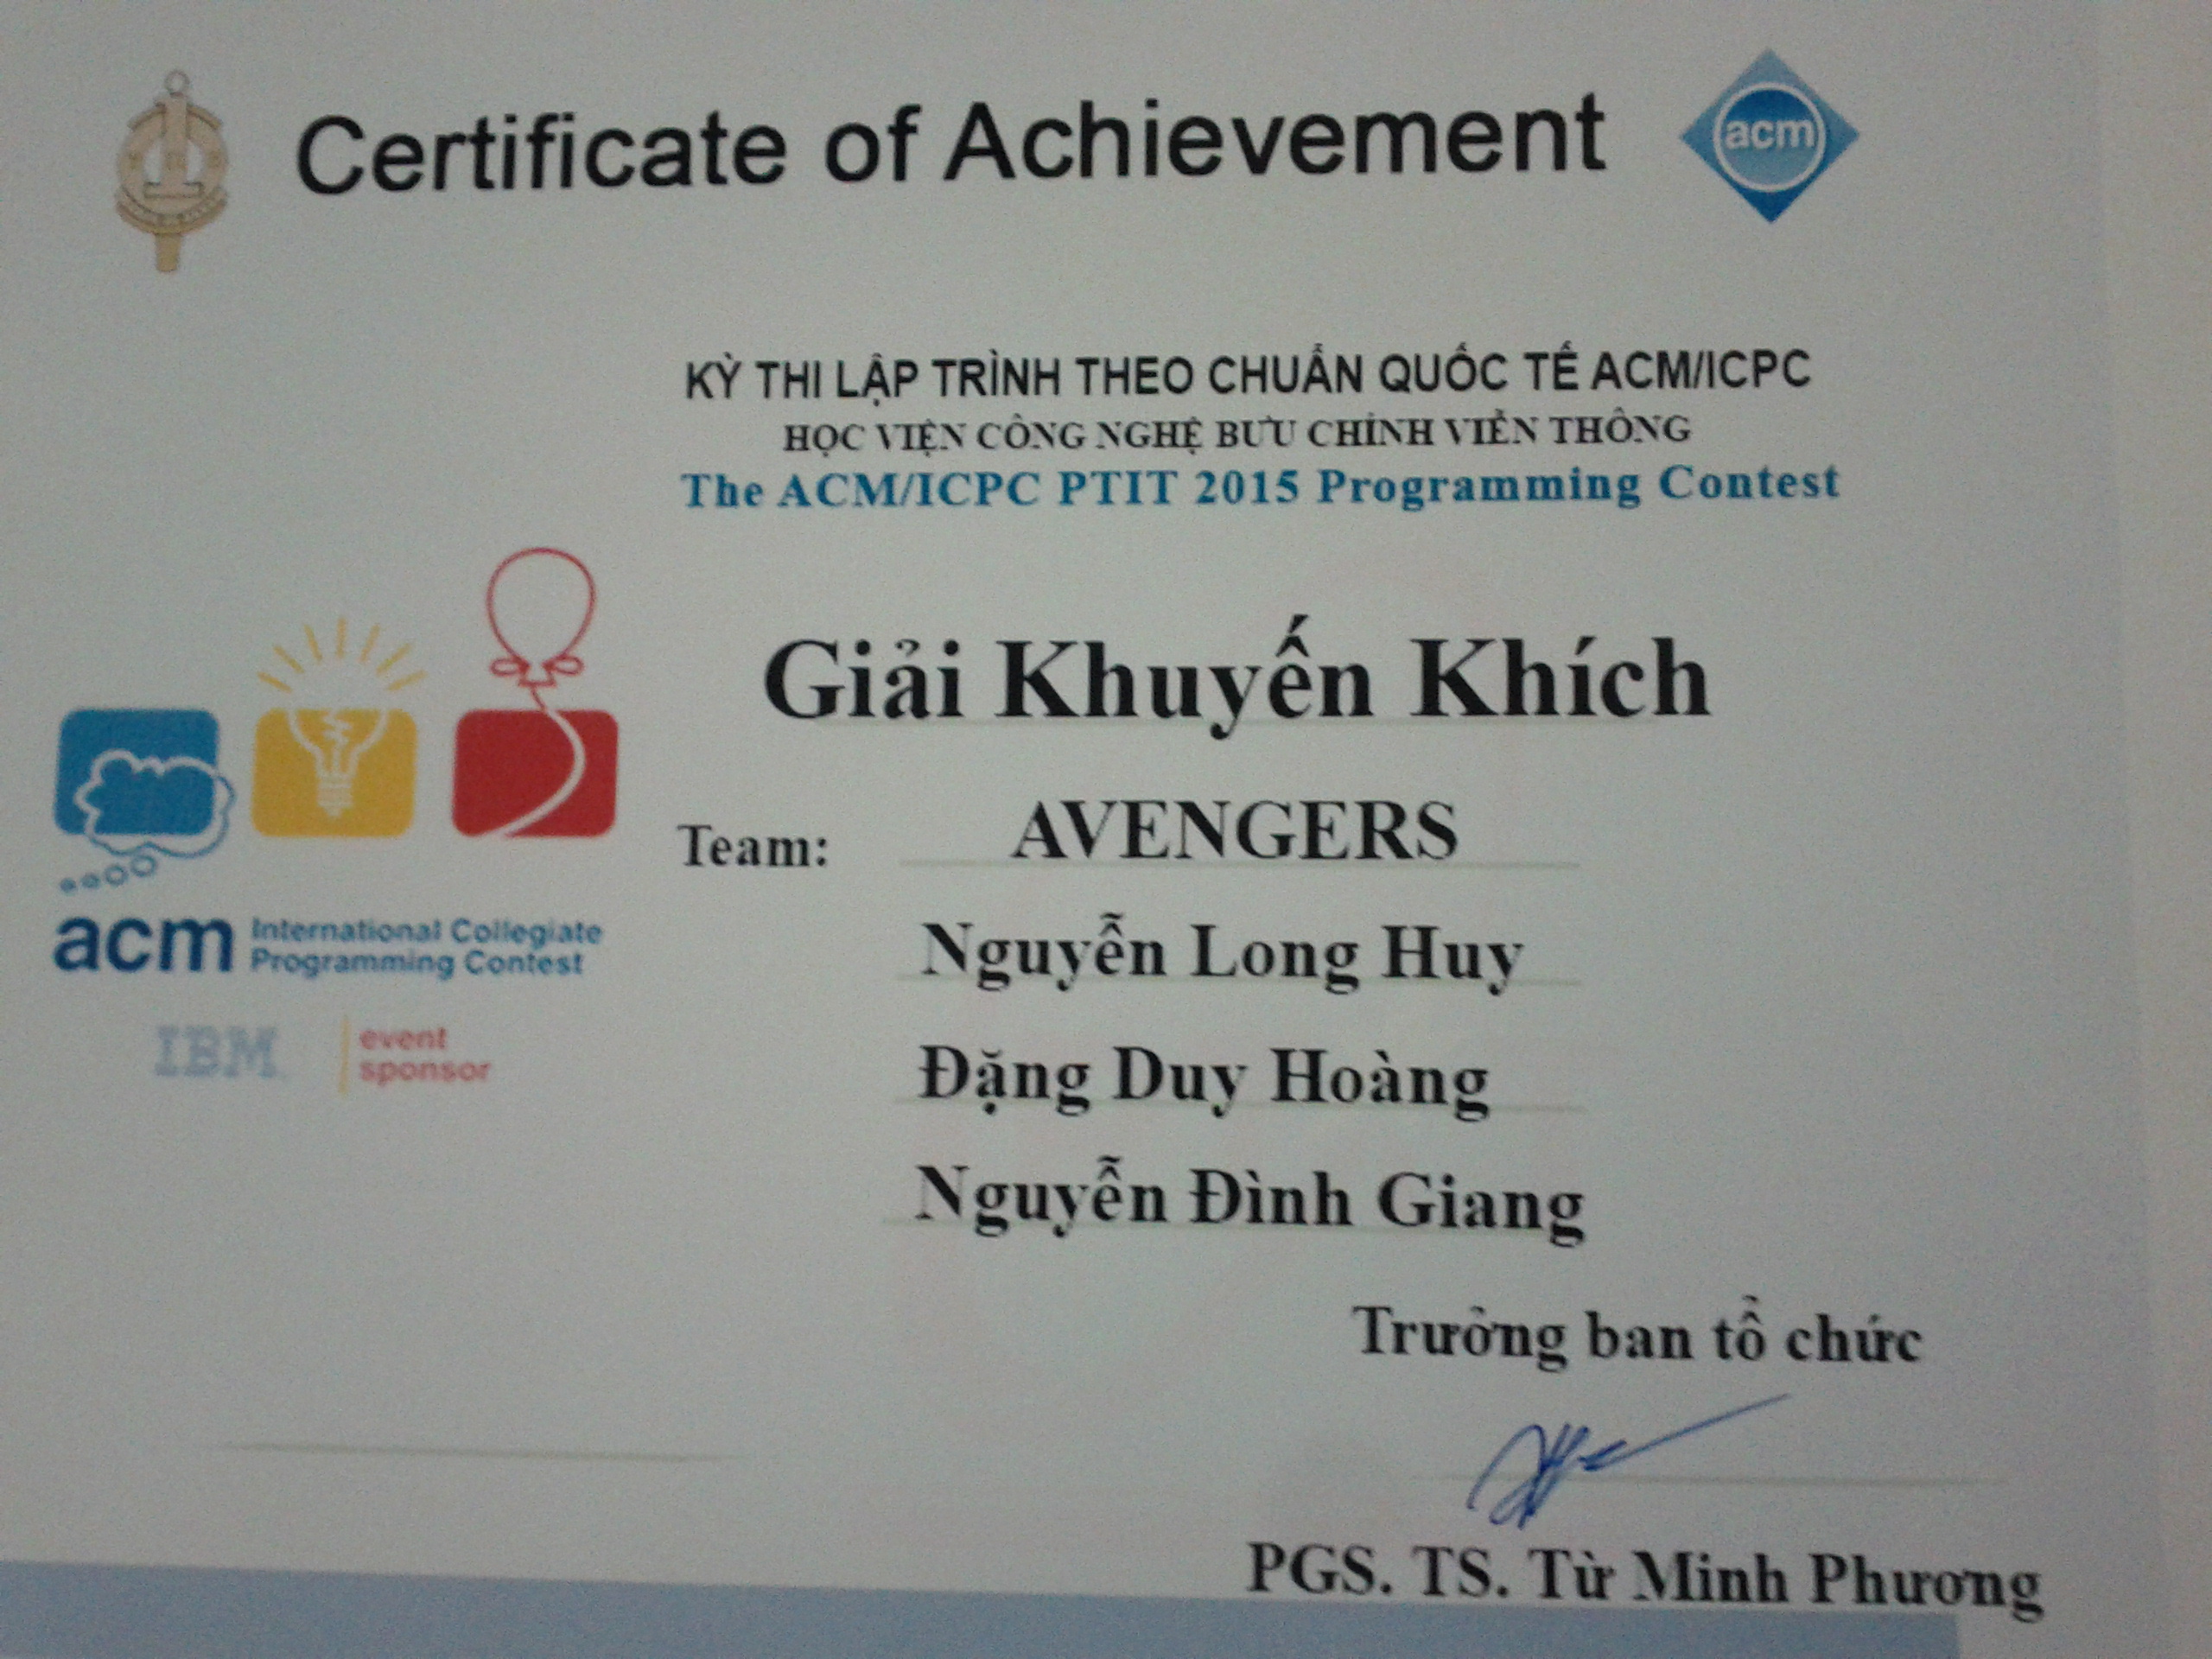 Certificate of Achievement
acm
KỲ THI LẬP TRÌNH THEO CHUẨN QUỐC TẾ ACM/ICPC
HỌC VIỆN CÔNG NGHỆ BƯU CHÍNH VIỄN THÔNG
The ACM/ICPC PTIT 2015 Programming Contest
Giải Khuyến Khích
Team: AVENGERS
Nguyễn Long Huy
Đặng Duy Hoàng
Nguyễn Đình Giang
acm International Collegiate
Programming Contest
IBM event
sponsor
Trưởng ban tổ chức
PGS. TS. Từ Minh Phương